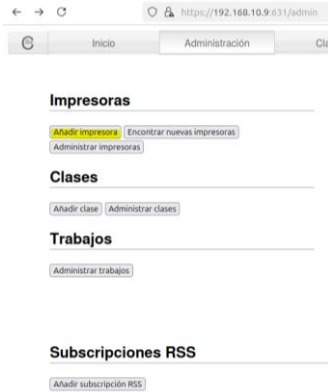 https://192.168.10.9:631/admin
Inicio Administración
Impresoras
Añadir impresora Encontrar nuevas impresoras
Administrar impresoras
Clases
Añadir clase Administrar clases
Trabajos
Administrar trabajos
Subscripciones RSS
Añadir subscripción RSS